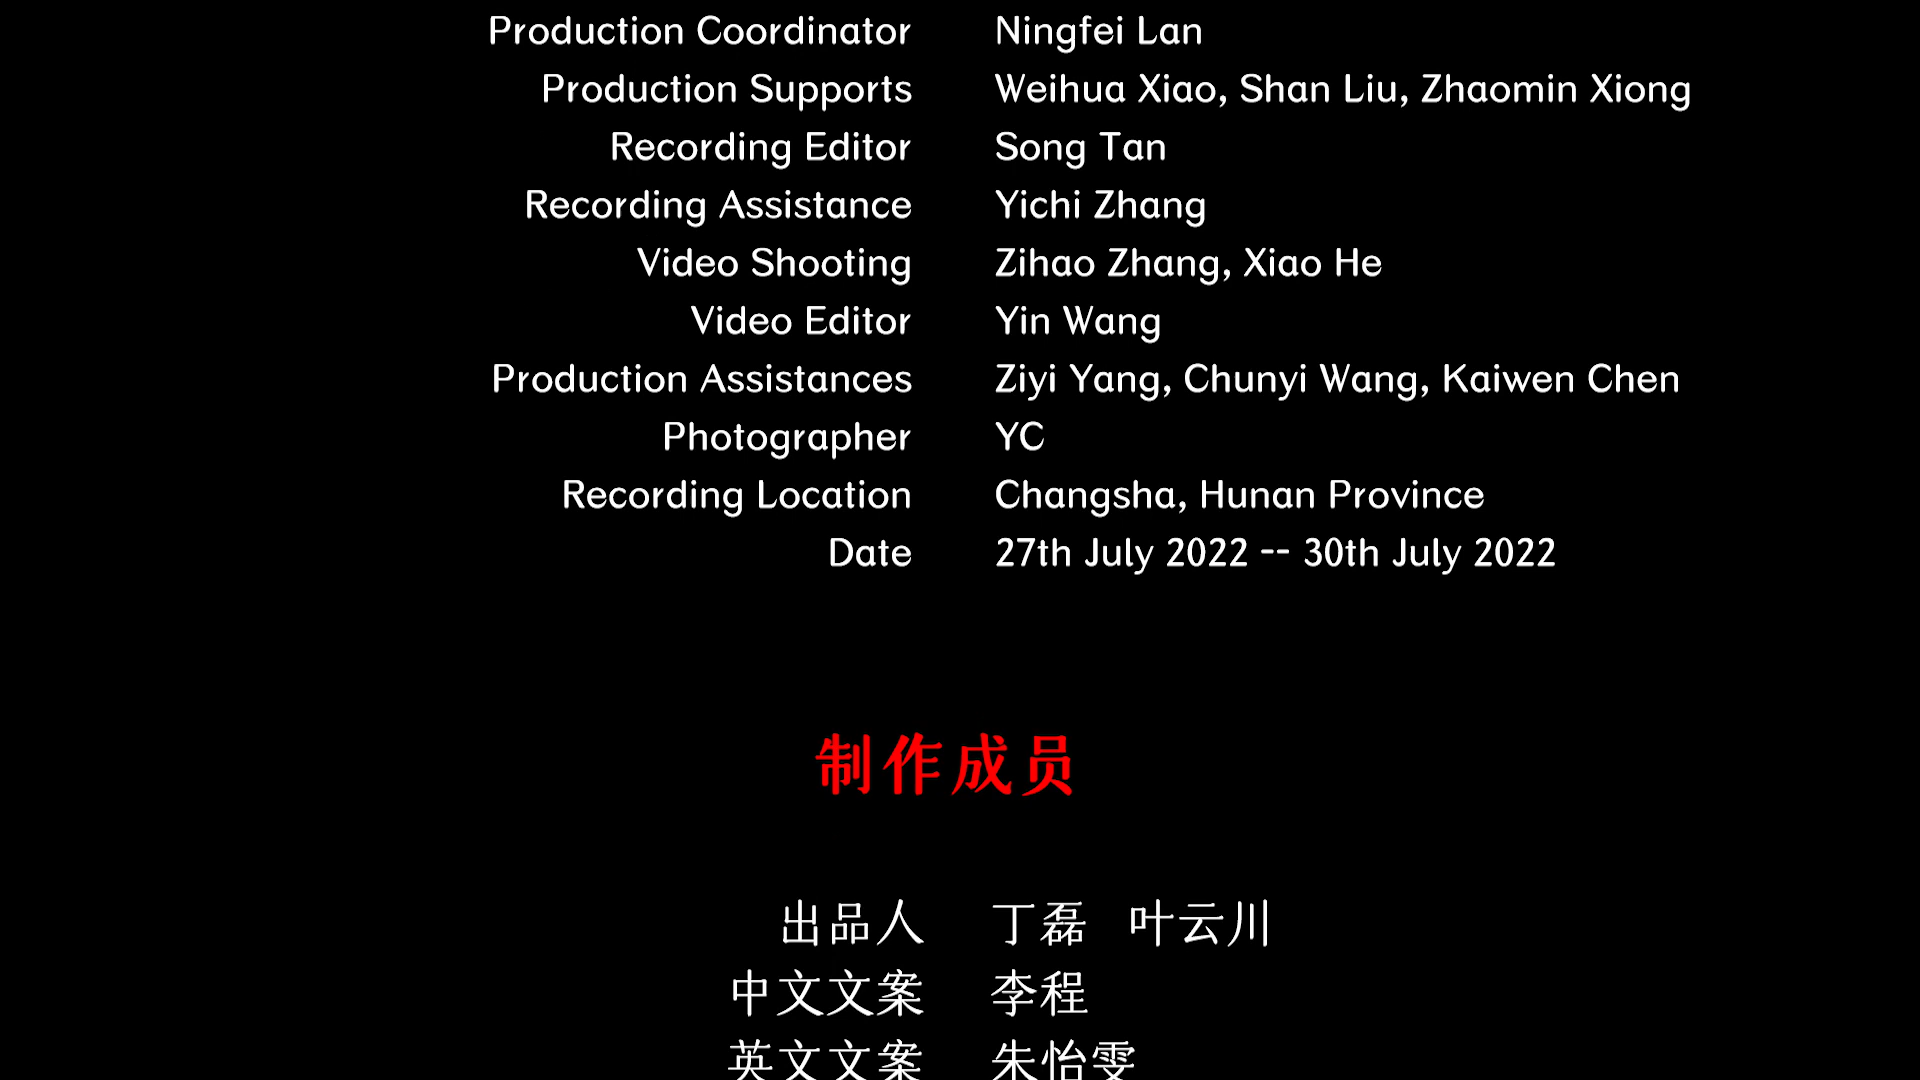 Production Coordinator Ningfei Lan
Production Supports Weihua Xiao, Shan Liu, Zhaomin Xiong
Recording Editor Song Tan
Recording Assistance Yichi Zhang
Video Shooting Zihao Zhang, Xiao He
Video Editor Yin Wang
Production Assistances Ziyi Yang, Chunyi Wang, Kaiwen Chen
Photographer YC
Recording Location Changsha, Hunan Province
Date 27th July 2022 -- 30th July 2022
制作成员
出品人 丁磊 叶云川
中文文案 李程
英文文案 朱怡雯